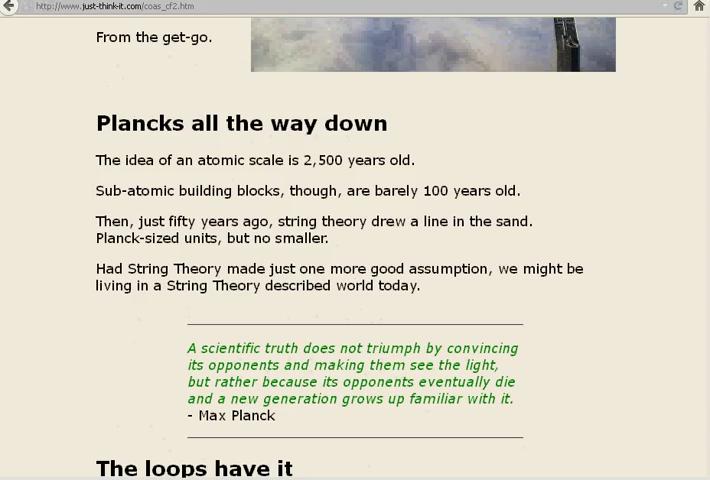 http://www.just-think-it.com/coas_cf2.htm
From the get-go.
Plancks all the way down
The idea of an atomic scale is 2,500 years old.
Sub-atomic building blocks, though, are barely 100 years old.
Then, just fifty years ago, string theory drew a line in the sand.
Planck-sized units, but no smaller.
Had String Theory made just one more good assumption, we might be
living in a String Theory described world today.
A scientific truth does not triumph by convincing
its opponents and making them see the light,
but rather because its opponents eventually die
and a new generation grows up familiar with it.
- Max Planck
The loops have it